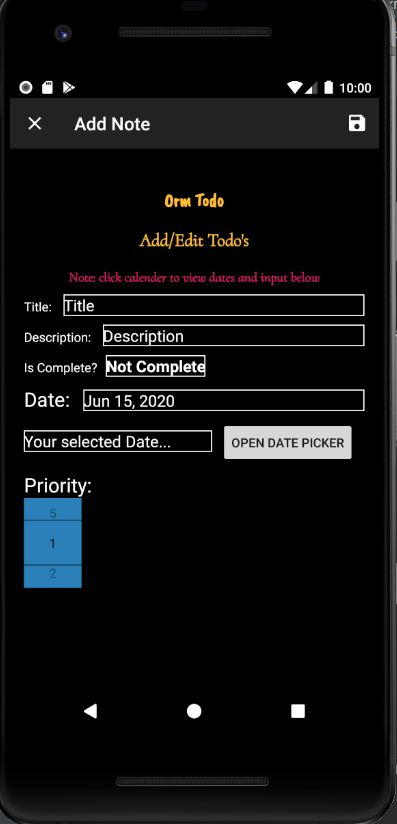 10:00
Add Note
Orm Todo
Add/Edit Todo's
Note: click calender to view dates and input below
Title: Title
Description: Description
Is Complete? Not Complete
Date: Jun 15, 2020
Your selected Date... OPEN DATE PICKER
Priority:
5
1
2